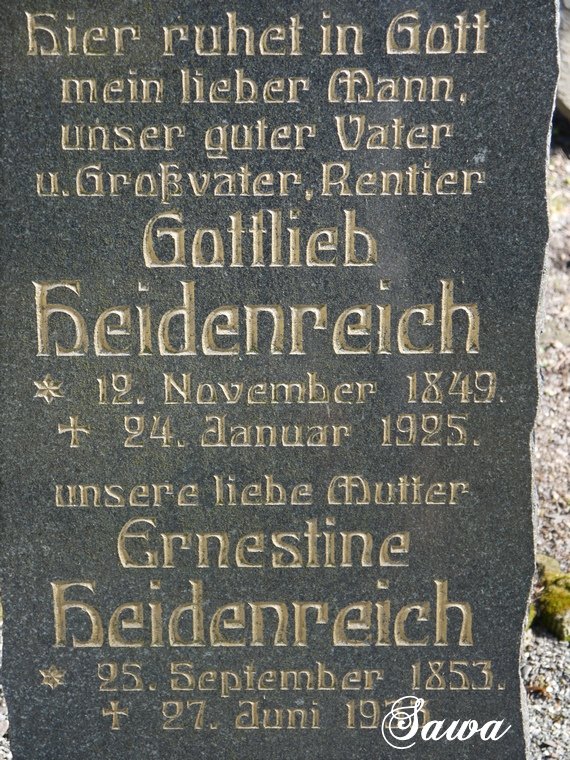 Hier ruhet in Gott
mein lieber Mann,
unser guter Vater
u. Großvater, Rentier
Gottlieb
Heidenreich
* 12. November 1849.
† 24. Januar 1925.
unsere liebe Mutter
Ernestine
Heidenreich
* 25. September 1853.
† 27. Juni
Sawa